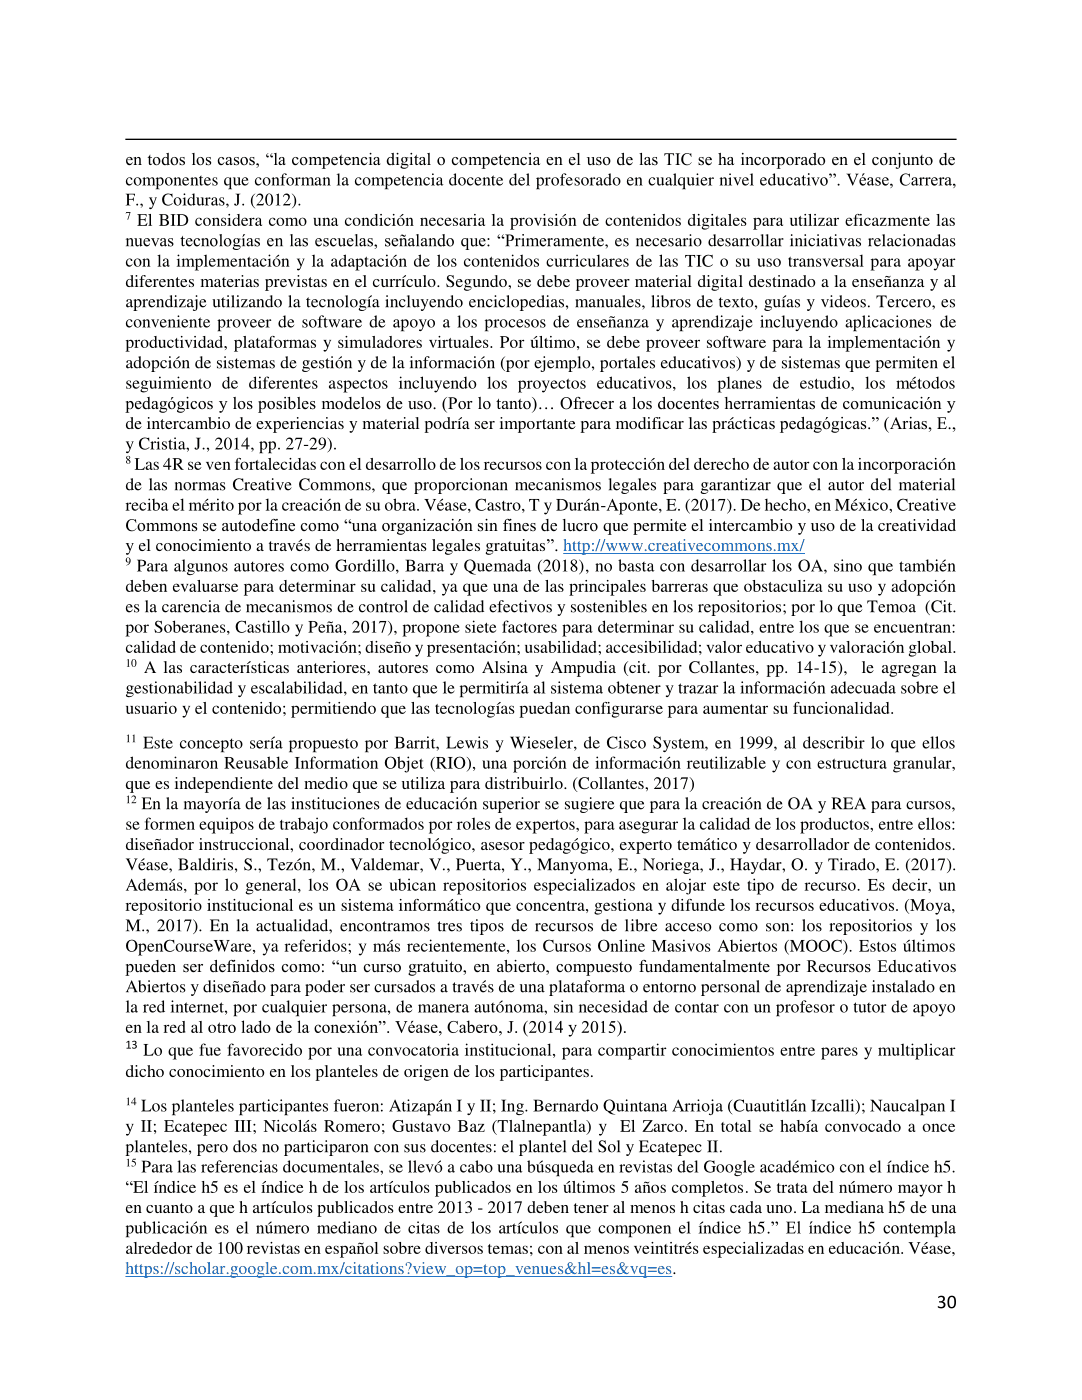 en todos los casos, “la competencia digital o competencia en el uso de las TIC se ha incorporado en el conjunto de
componentes que conforman la competencia docente del profesorado en cualquier nivel educativo”. Véase, Carrera,
F., y Coiduras, J. (2012).
7 El BID considera como una condición necesaria la provisión de contenidos digitales para utilizar eficazmente las
nuevas tecnologías en las escuelas, señalando que: “Primeramente, es necesario desarrollar iniciativas relacionadas
con la implementación y la adaptación de los contenidos curriculares de las TIC o su uso transversal para apoyar
diferentes materias previstas en el currículo. Segundo, se debe proveer material digital destinado a la enseñanza y al
aprendizaje utilizando la tecnología incluyendo enciclopedias, manuales, libros de texto, guías y videos. Tercero, es
conveniente proveer de software de apoyo a los procesos de enseñanza y aprendizaje incluyendo aplicaciones de
productividad, plataformas y simuladores virtuales. Por último, se debe proveer software para la implementación y
adopción de sistemas de gestión y de la información (por ejemplo, portales educativos) y de sistemas que permiten el
seguimiento de diferentes aspectos incluyendo los proyectos educativos, los planes de estudio, los métodos
pedagógicos y los posibles modelos de uso. (Por lo tanto)… Ofrecer a los docentes herramientas de comunicación y
de intercambio de experiencias y material podría ser importante para modificar las prácticas pedagógicas.” (Arias, E.,
y Cristia, J., 2014, pp. 27-29).
8 Las 4R se ven fortalecidas con el desarrollo de los recursos con la protección del derecho de autor con la incorporación
de las normas Creative Commons, que proporcionan mecanismos legales para garantizar que el autor del material
reciba el mérito por la creación de su obra. Véase, Castro, T y Durán-Aponte, E. (2017). De hecho, en México, Creative
Commons se autodefine como “una organización sin fines de lucro que permite el intercambio y uso de la creatividad
y el conocimiento a través de herramientas legales gratuitas”. http://www.creativecommons.mx/
9 Para algunos autores como Gordillo, Barra y Quemada (2018), no basta con desarrollar los OA, sino que también
deben evaluarse para determinar su calidad, ya que una de las principales barreras que obstaculiza su uso y adopción
es la carencia de mecanismos de control de calidad efectivos y sostenibles en los repositorios; por lo que Temoa (Cit.
por Soberanes, Castillo y Peña, 2017), propone siete factores para determinar su calidad, entre los que se encuentran:
calidad de contenido; motivación; diseño y presentación; usabilidad; accesibilidad; valor educativo y valoración global.
10 A las características anteriores, autores como Alsina y Ampudia (cit. por Collantes, pp. 14-15), le agregan la
gestionabilidad y escalabilidad, en tanto que le permitiría al sistema obtener y trazar la información adecuada sobre el
usuario y el contenido; permitiendo que las tecnologías puedan configurarse para aumentar su funcionalidad.
11 Este concepto sería propuesto por Barrit, Lewis y Wieseler, de Cisco System, en 1999, al describir lo que ellos
denominaron Reusable Information Objet (RIO), una porción de información reutilizable y con estructura granular,
que es independiente del medio que se utiliza para distribuirlo. (Collantes, 2017)
12 En la mayoría de las instituciones de educación superior se sugiere que para la creación de OA y REA para cursos,
se formen equipos de trabajo conformados por roles de expertos, para asegurar la calidad de los productos, entre ellos:
diseñador instruccional, coordinador tecnológico, asesor pedagógico, experto temático y desarrollador de contenidos.
Véase, Baldiris, S., Tezón, M., Valdemar, V., Puerta, Y., Manyoma, E., Noriega, J., Haydar, O. y Tirado, E. (2017).
Además, por lo general, los OA se ubican repositorios especializados en alojar este tipo de recurso. Es decir, un
repositorio institucional es un sistema informático que concentra, gestiona y difunde los recursos educativos. (Moya,
M., 2017). En la actualidad, encontramos tres tipos de recursos de libre acceso como son: los repositorios y los
OpenCourseWare, ya referidos; y más recientemente, los Cursos Online Masivos Abiertos (MOOC). Estos últimos
pueden ser definidos como: “un curso gratuito, en abierto, compuesto fundamentalmente por Recursos Educativos
Abiertos y diseñado para poder ser cursados a través de una plataforma o entorno personal de aprendizaje instalado en
la red internet, por cualquier persona, de manera autónoma, sin necesidad de contar con un profesor o tutor de apoyo
en la red al otro lado de la conexión”. Véase, Cabero, J. (2014 y 2015).
13 Lo que fue favorecido por una convocatoria institucional, para compartir conocimientos entre pares y multiplicar
dicho conocimiento en los planteles de origen de los participantes.
14 Los planteles participantes fueron: Atizapán I y II; Ing. Bernardo Quintana Arrioja (Cuautitlán Izcalli); Naucalpan I
y II; Ecatepec III; Nicolás Romero; Gustavo Baz (Tlalnepantla) y El Zarco. En total se había convocado a once
planteles, pero dos no participaron con sus docentes: el plantel del Sol y Ecatepec II.
15 Para las referencias documentales, se llevó a cabo una búsqueda en revistas del Google académico con el índice h5.
“El índice h5 es el índice h de los artículos publicados en los últimos 5 años completos. Se trata del número mayor h
en cuanto a que h artículos publicados entre 2013 - 2017 deben tener al menos h citas cada uno. La mediana h5 de una
publicación es el número mediano de citas de los artículos que componen el índice h5.” El índice h5 contempla
alrededor de 100 revistas en español sobre diversos temas; con al menos veintitrés especializadas en educación. Véase,
https://scholar.google.com.mx/citations?view_op=top_venues&hl=es&vq=es.
30